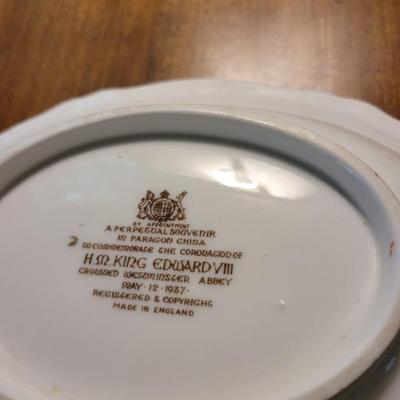 BY APPOINTMENT
A PERPETUAL SOUVENIR
IN PARAGON CHINA
TO COMMEMORATE THE CORONATION OF
H.M. KING EDWARD VIII
CROWNED WESTMINSTER ABBEY
MAY · 12 · 1937 ·
REGISTERED & COPYRIGHT
MADE IN ENGLAND